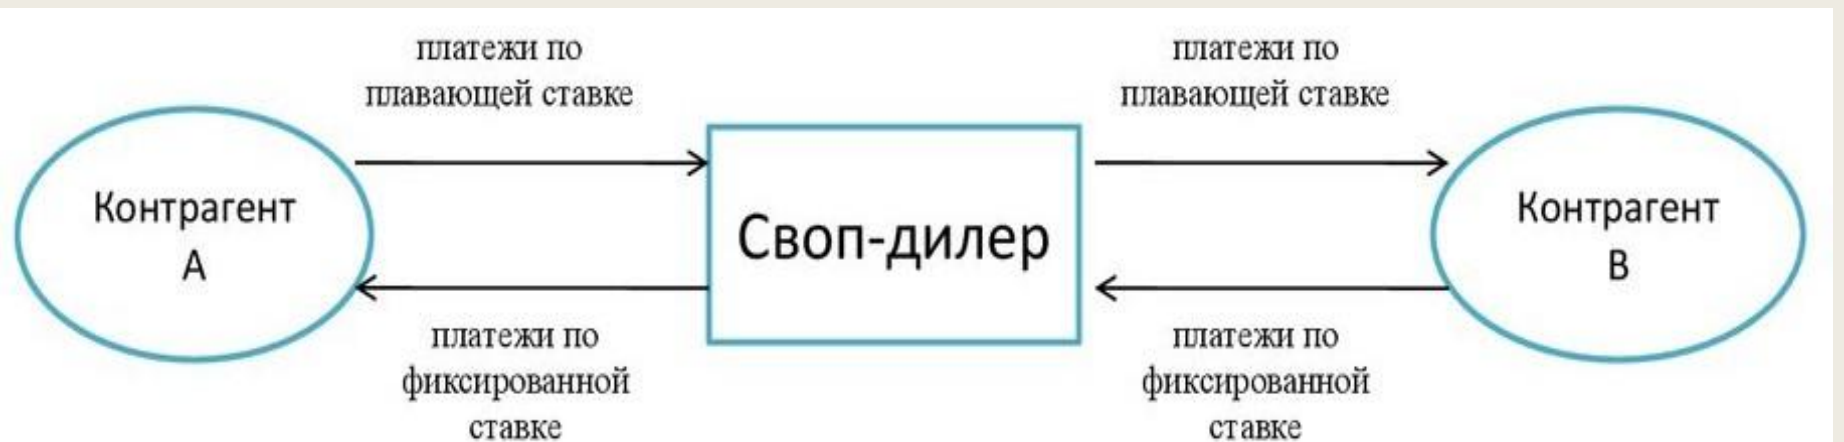 платежи по
плавающей ставке
платежи по
плавающей ставке
Контрагент
А
Своп-дилер
Контрагент
В
платежи по
фиксированной
ставке
платежи по
фиксированной
ставке